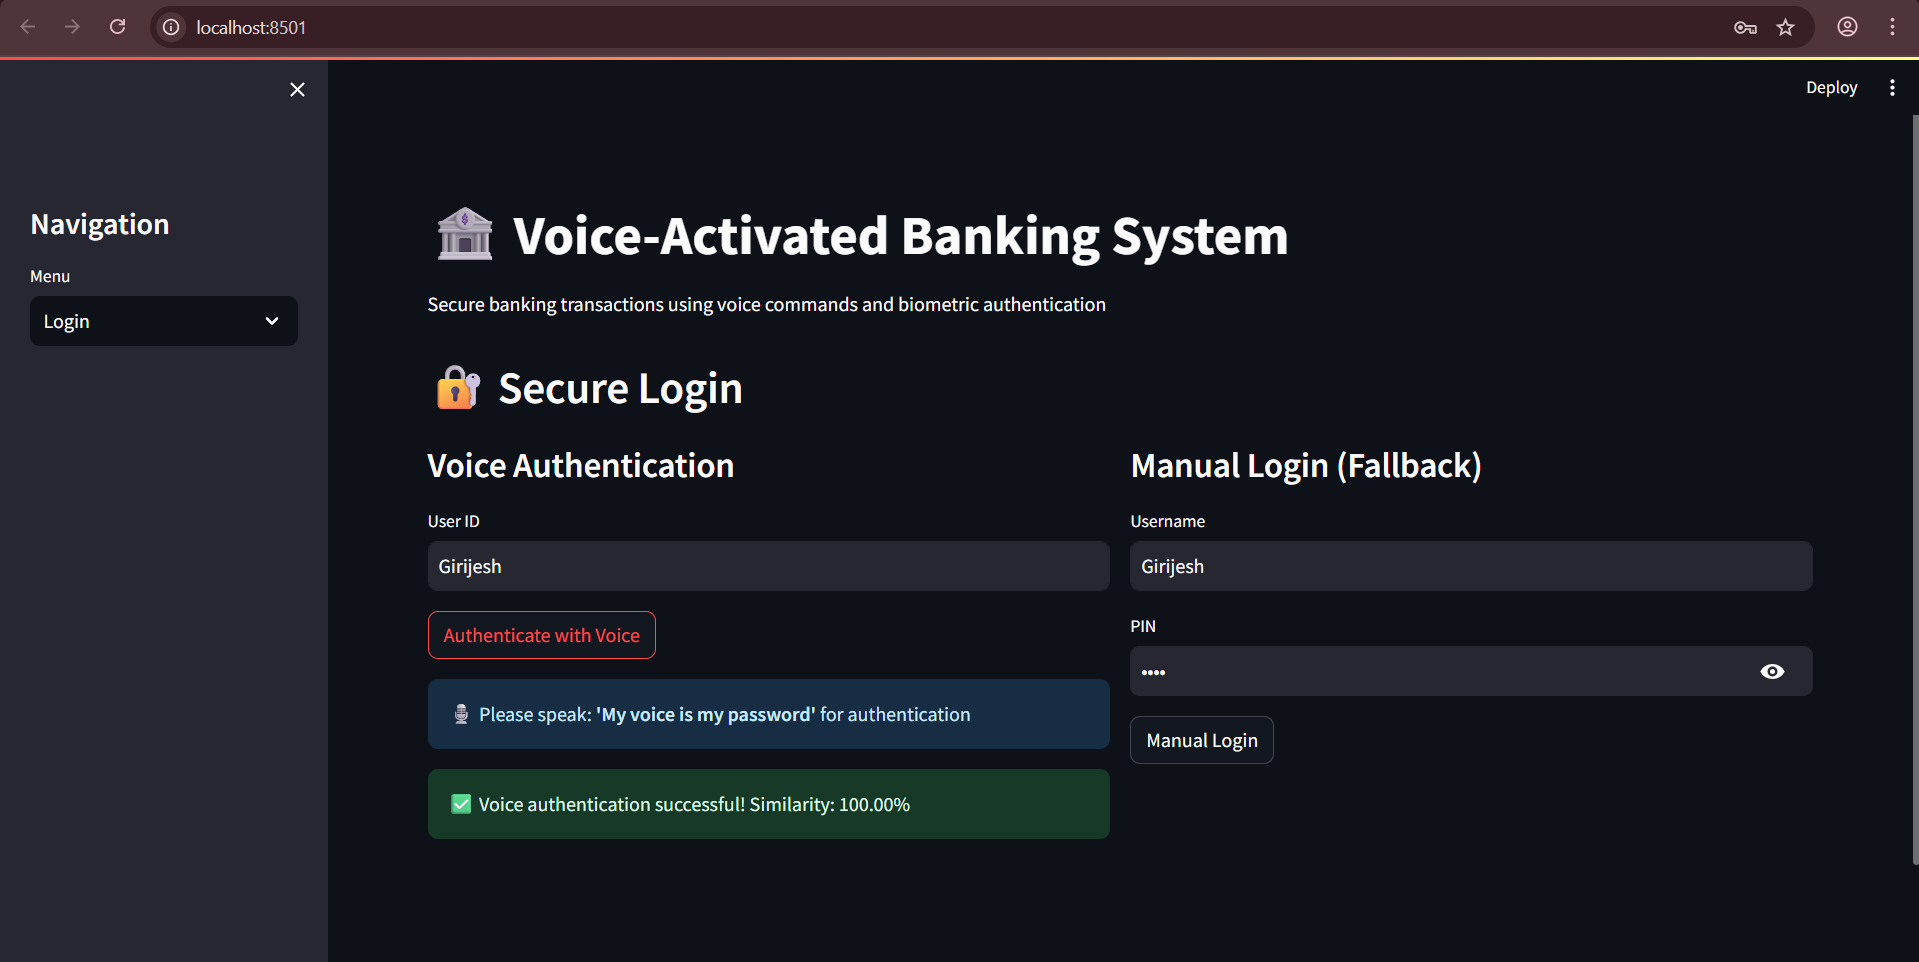 localhost:8501
Deploy
Navigation
Menu
Login
Voice-Activated Banking System
Secure banking transactions using voice commands and biometric authentication
Secure Login
Voice Authentication
User ID
Girijesh
Authenticate with Voice
Please speak: 'My voice is my password' for authentication
✅ Voice authentication successful! Similarity: 100.00%
Manual Login (Fallback)
Username
Girijesh
PIN
••••
Manual Login